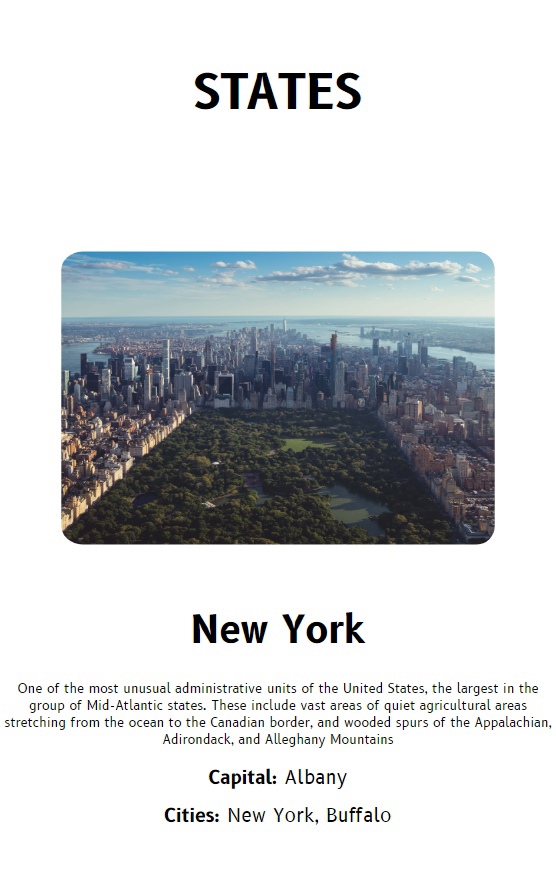 STATES
New York
One of the most unusual administrative units of the United States, the largest in the
group of Mid-Atlantic states. These include vast areas of quiet agricultural areas
stretching from the ocean to the Canadian border, and wooded spurs of the Appalachian,
Adirondack, and Alleghany Mountains
Capital: Albany
Cities: New York, Buffalo